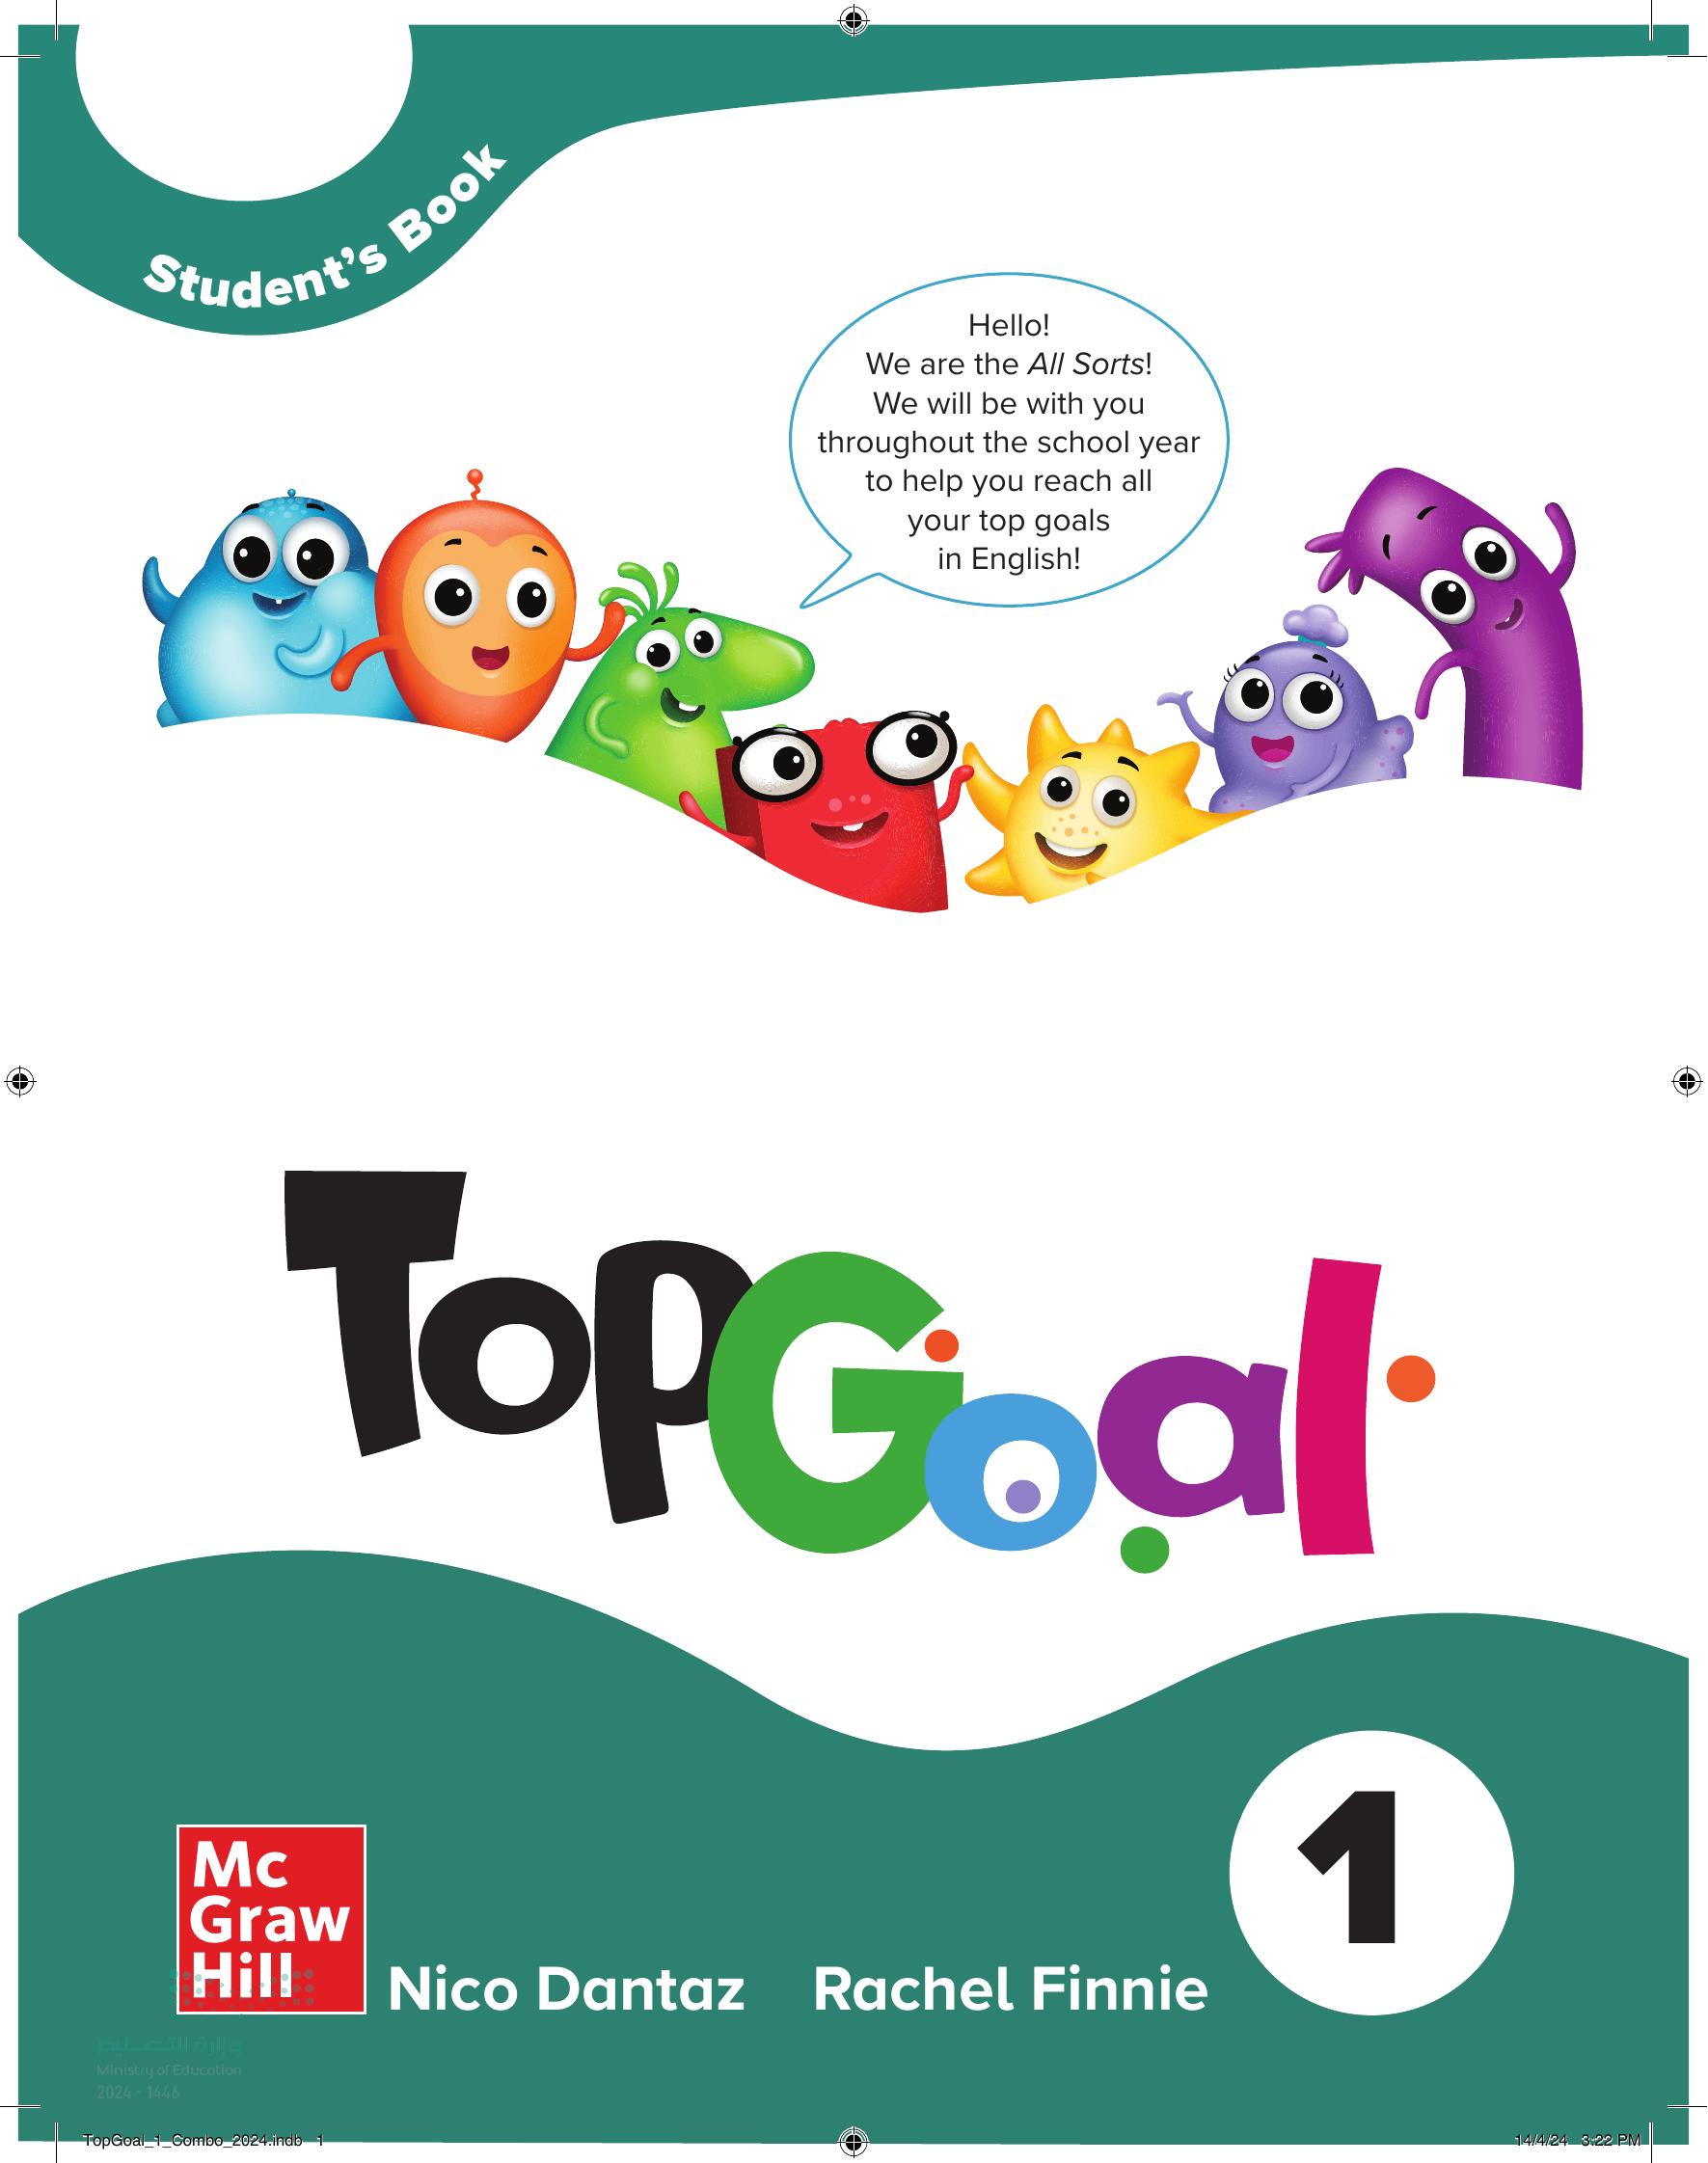 Student's Book
Hello!
We are the All Sorts!
We will be with you
throughout the school year
to help you reach all
your top goals
in English!
TopGoal
1
Mc
Graw
Hill
Nico Dantaz Rachel Finnie
وزارة التعليم
Ministry of Education
2024 - 1446
TopGoal_1_Combo_2024.indb 1
14/4/24 3:22 PM